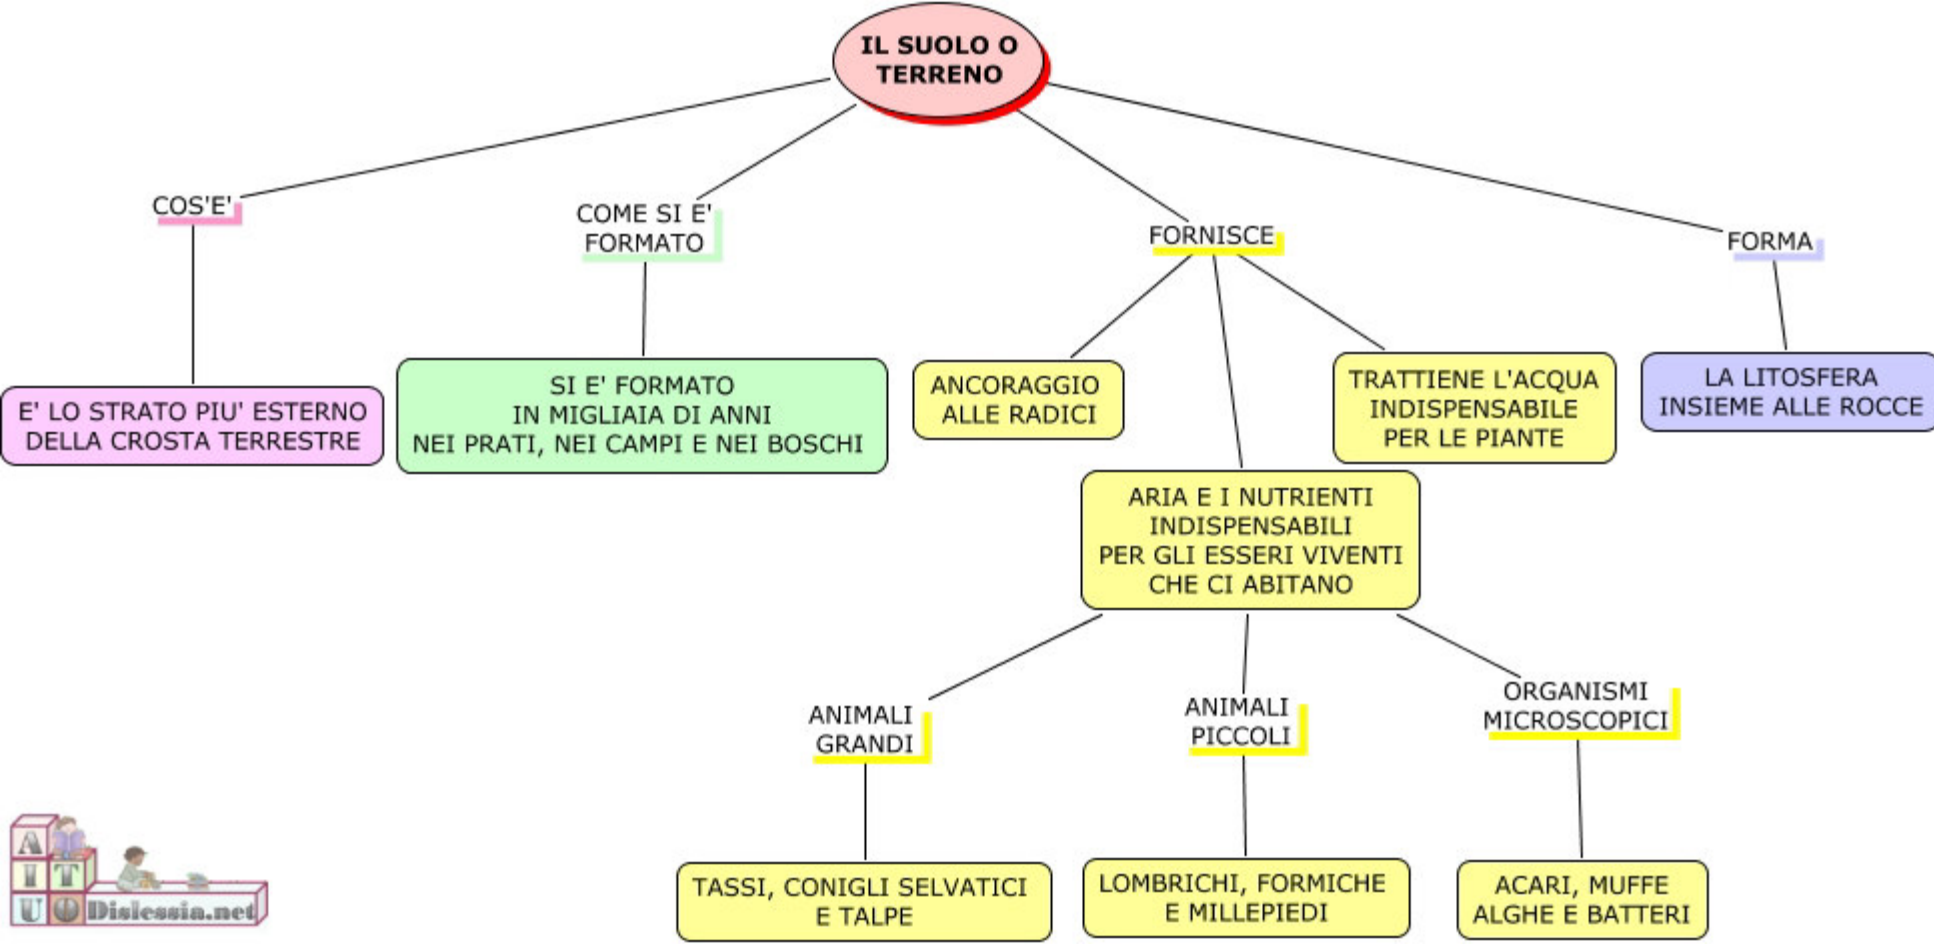 IL SUOLO O
TERRENO
COS'E'
COME SI E'
FORMATO
FORNISCE
FORMA
E' LO STRATO PIU' ESTERNO
DELLA CROSTA TERRESTRE
SI E' FORMATO
IN MIGLIAIA DI ANNI
NEI PRATI, NEI CAMPI E NEI BOSCHI
ANCORAGGIO
ALLE RADICI
TRATTIENE L'ACQUA
INDISPENSABILE
PER LE PIANTE
LA LITOSFERA
INSIEME ALLE ROCCE
ARIA E I NUTRIENTI
INDISPENSABILI
PER GLI ESSERI VIVENTI
CHE CI ABITANO
ANIMALI
GRANDI
ANIMALI
PICCOLI
ORGANISMI
MICROSCOPICI
TASSI, CONIGLI SELVATICI
E TALPE
LOMBRICHI, FORMICHE
E MILLEPIEDI
ACARI, MUFFE
ALGHE E BATTERI
A
I T
U O Dislessia.net